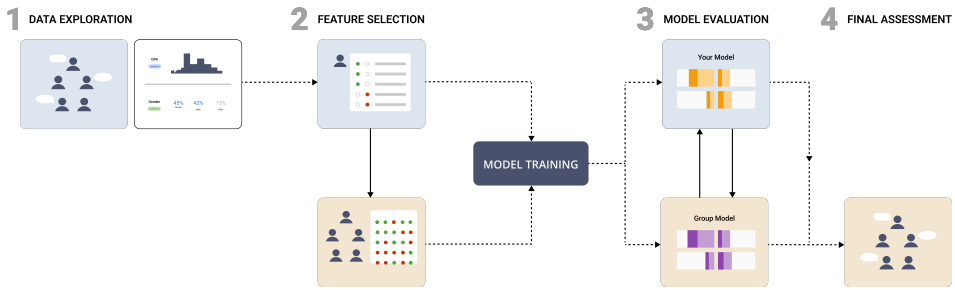 1 DATA EXPLORATION
2 FEATURE SELECTION
3 MODEL EVALUATION
4 FINAL ASSESSMENT
GPA
Gender
45% 42% 13%
Your Model
MODEL TRAINING
Group Model